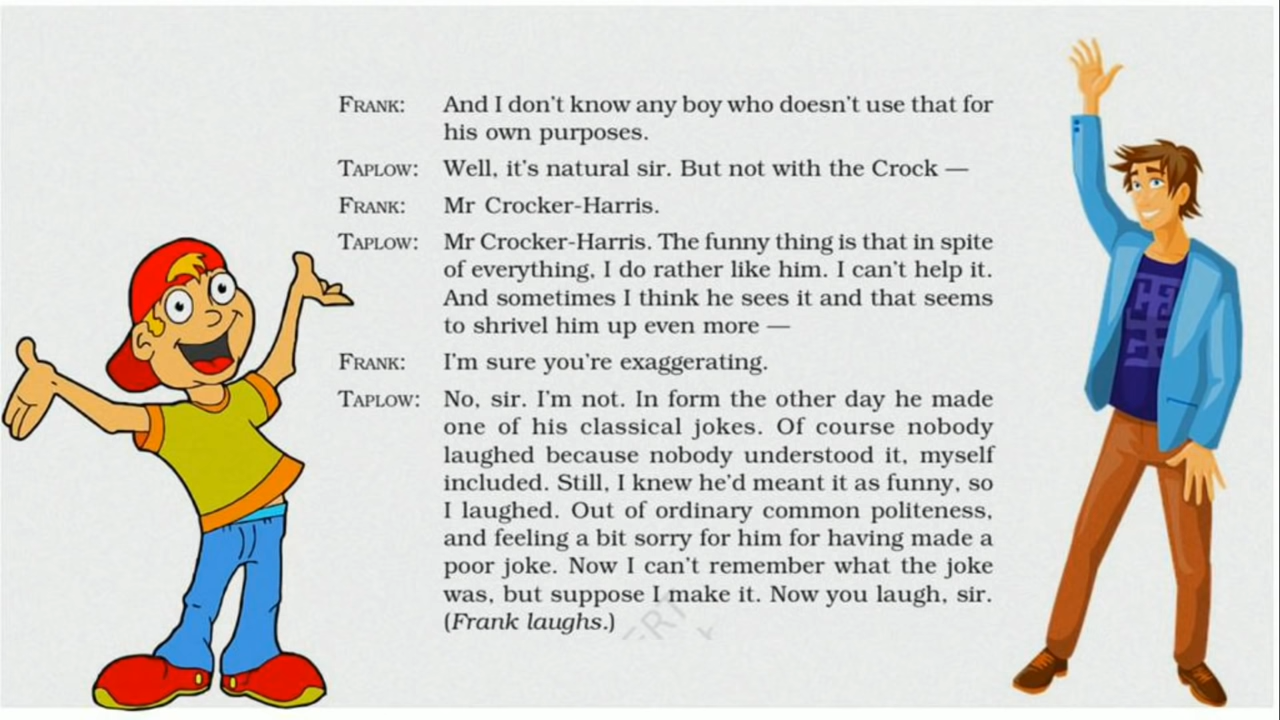 FRANK: And I don't know any boy who doesn't use that for
his own purposes.
TAPLOW: Well, it's natural sir. But not with the Crock —
FRANK: Mr Crocker-Harris.
TAPLOW: Mr Crocker-Harris. The funny thing is that in spite
of everything, I do rather like him. I can't help it.
And sometimes I think he sees it and that seems
to shrivel him up even more —
FRANK: I'm sure you're exaggerating.
TAPLOW: No, sir. I'm not. In form the other day he made
one of his classical jokes. Of course nobody
laughed because nobody understood it, myself
included. Still, I knew he'd meant it as funny, so
I laughed. Out of ordinary common politeness,
and feeling a bit sorry for him for having made a
poor joke. Now I can't remember what the joke
was, but suppose I make it. Now you laugh, sir.
(Frank laughs.)